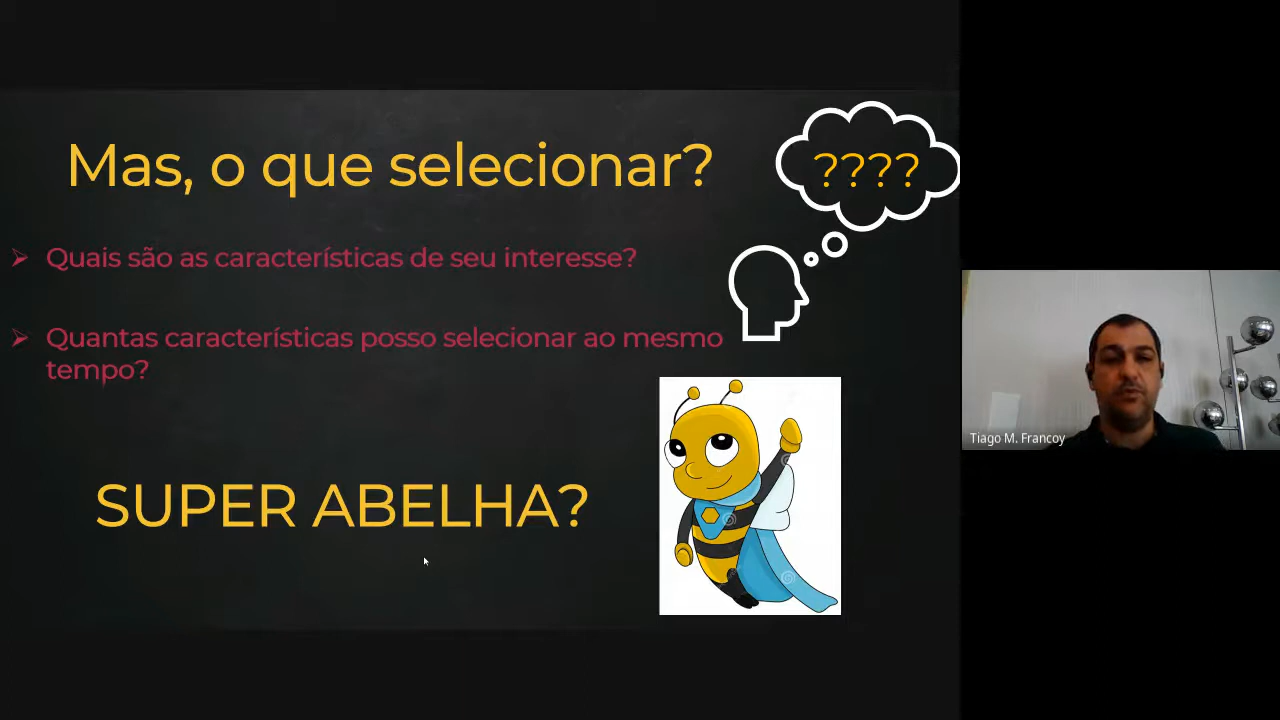 Mas, o que selecionar?
????
Quais são as características de seu interesse?
Quantas características posso selecionar ao mesmo
tempo?
SUPER ABELHA?
Tiago M. Francoy